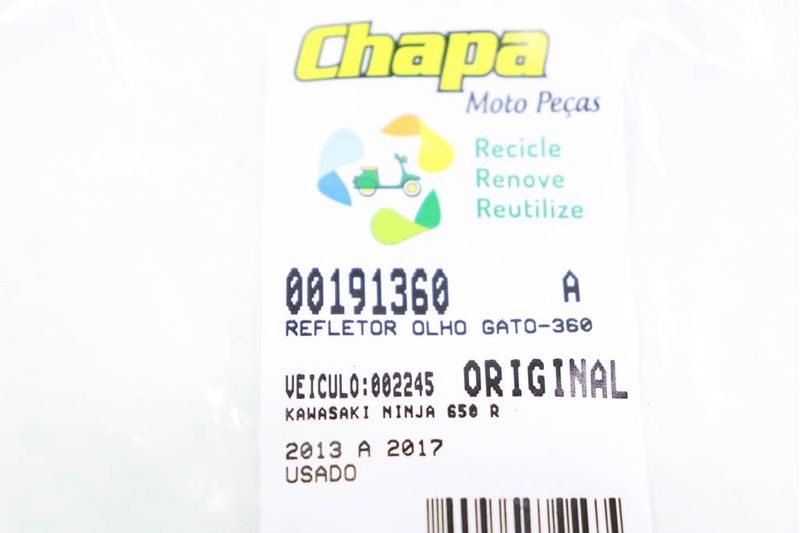 Chapa
Moto Peças
Recicle
Renove
Reutilize
00191360 A
REFLETOR OLHO GATO-360
VEICULO:002245 ORIGINAL
KAWASAKI NINJA 650 R
2013 A 2017
USADO